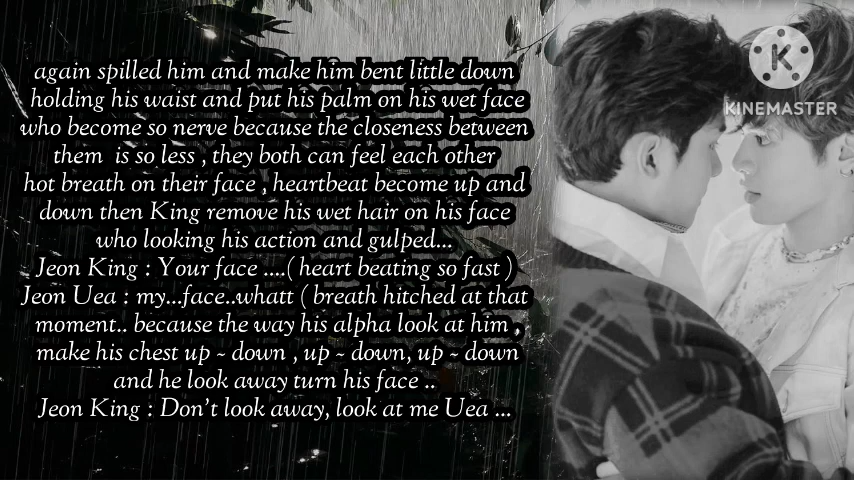 again spilled him and make him bent little down
holding his waist and put his palm on his wet face
who become so nerve because the closeness between
them is so less , they both can feel each other
hot breath on their face , heartbeat become up and
down then King remove his wet hair on his face
who looking his action and gulped...
Jeon King : Your face ....( heart beating so fast )
Jeon Uea : my...face..whatt ( breath hitched at that
moment.. because the way his alpha look at him ,
make his chest up ~ down , up ~ down, up ~ down
and he look away turn his face ..
Jeon King : Don't look away, look at me Uea ...
K
KINEMASTER